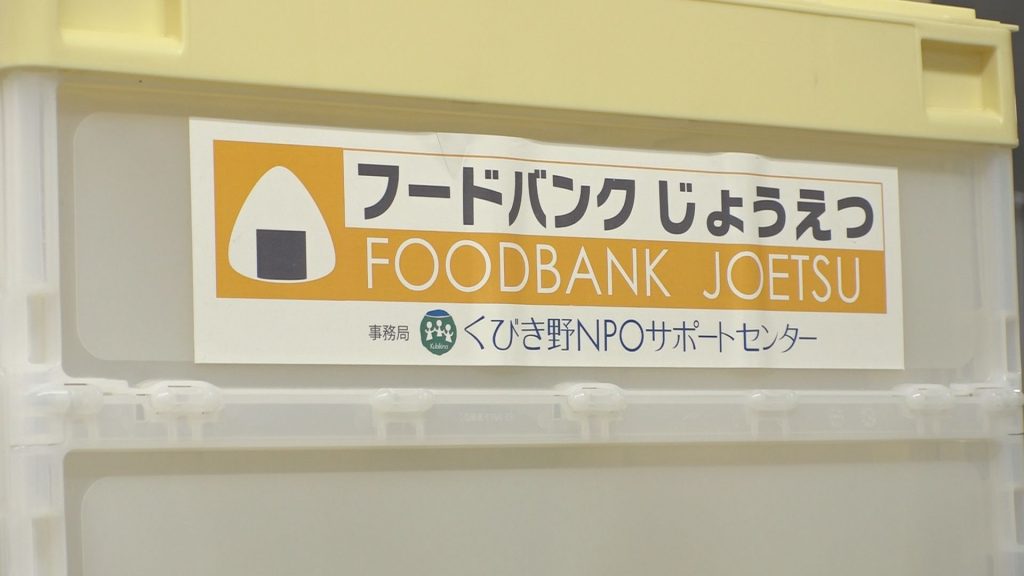 フードバンク じょうえつ
FOODBANK JOETSU
事務局 Kubikino くびき野NPOサポートセンター